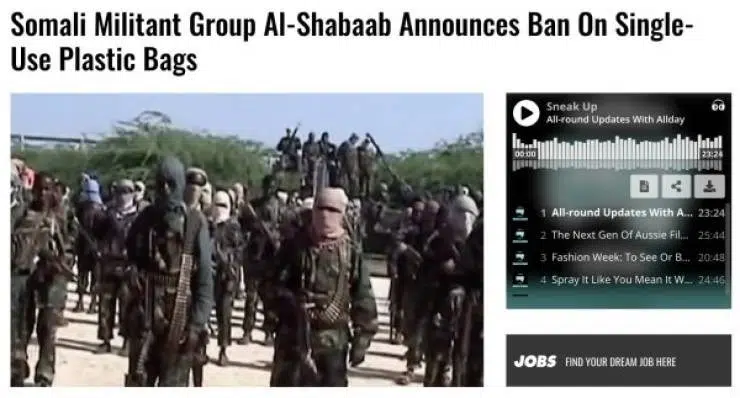 Somali Militant Group Al-Shabaab Announces Ban On Single-
Use Plastic Bags
Sneak Up
All-round Updates With Allday
00:00
23:24
1 All-round Updates With A... 23:24
2 The Next Gen Of Aussie Fil... 25:44
3 Fashion Week: To See Or B... 20:48
4 Spray It Like You Mean It W... 24:46
JOBS FIND YOUR DREAM JOB HERE